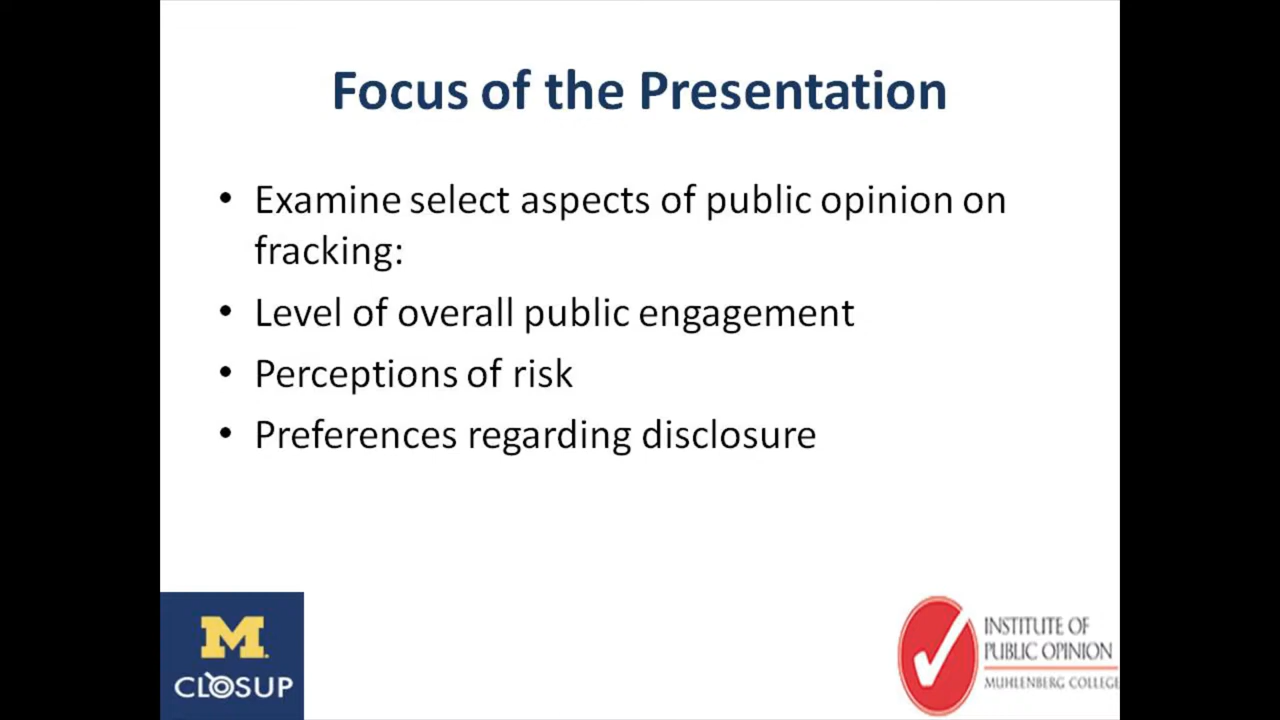 Focus of the Presentation
• Examine select aspects of public opinion on
fracking:
• Level of overall public engagement
• Perceptions of risk
• Preferences regarding disclosure
M
CLOSUP
INSTITUTE OF
PUBLIC OPINION
MUHLENBERG COLLEGE